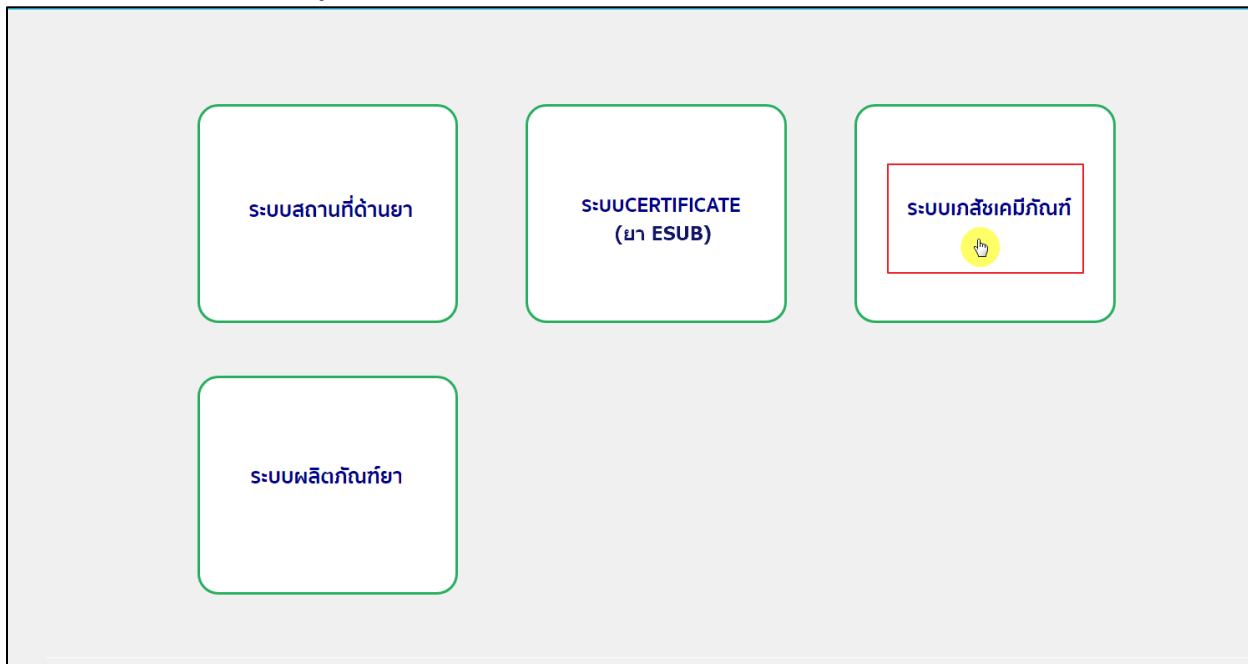 ระบบสถานที่ด้านยา
ระบบCERTIFICATE
(ยา ESUB)
ระบบเภสัชเคมีภัณฑ์
ระบบผลิตภัณฑ์ยา